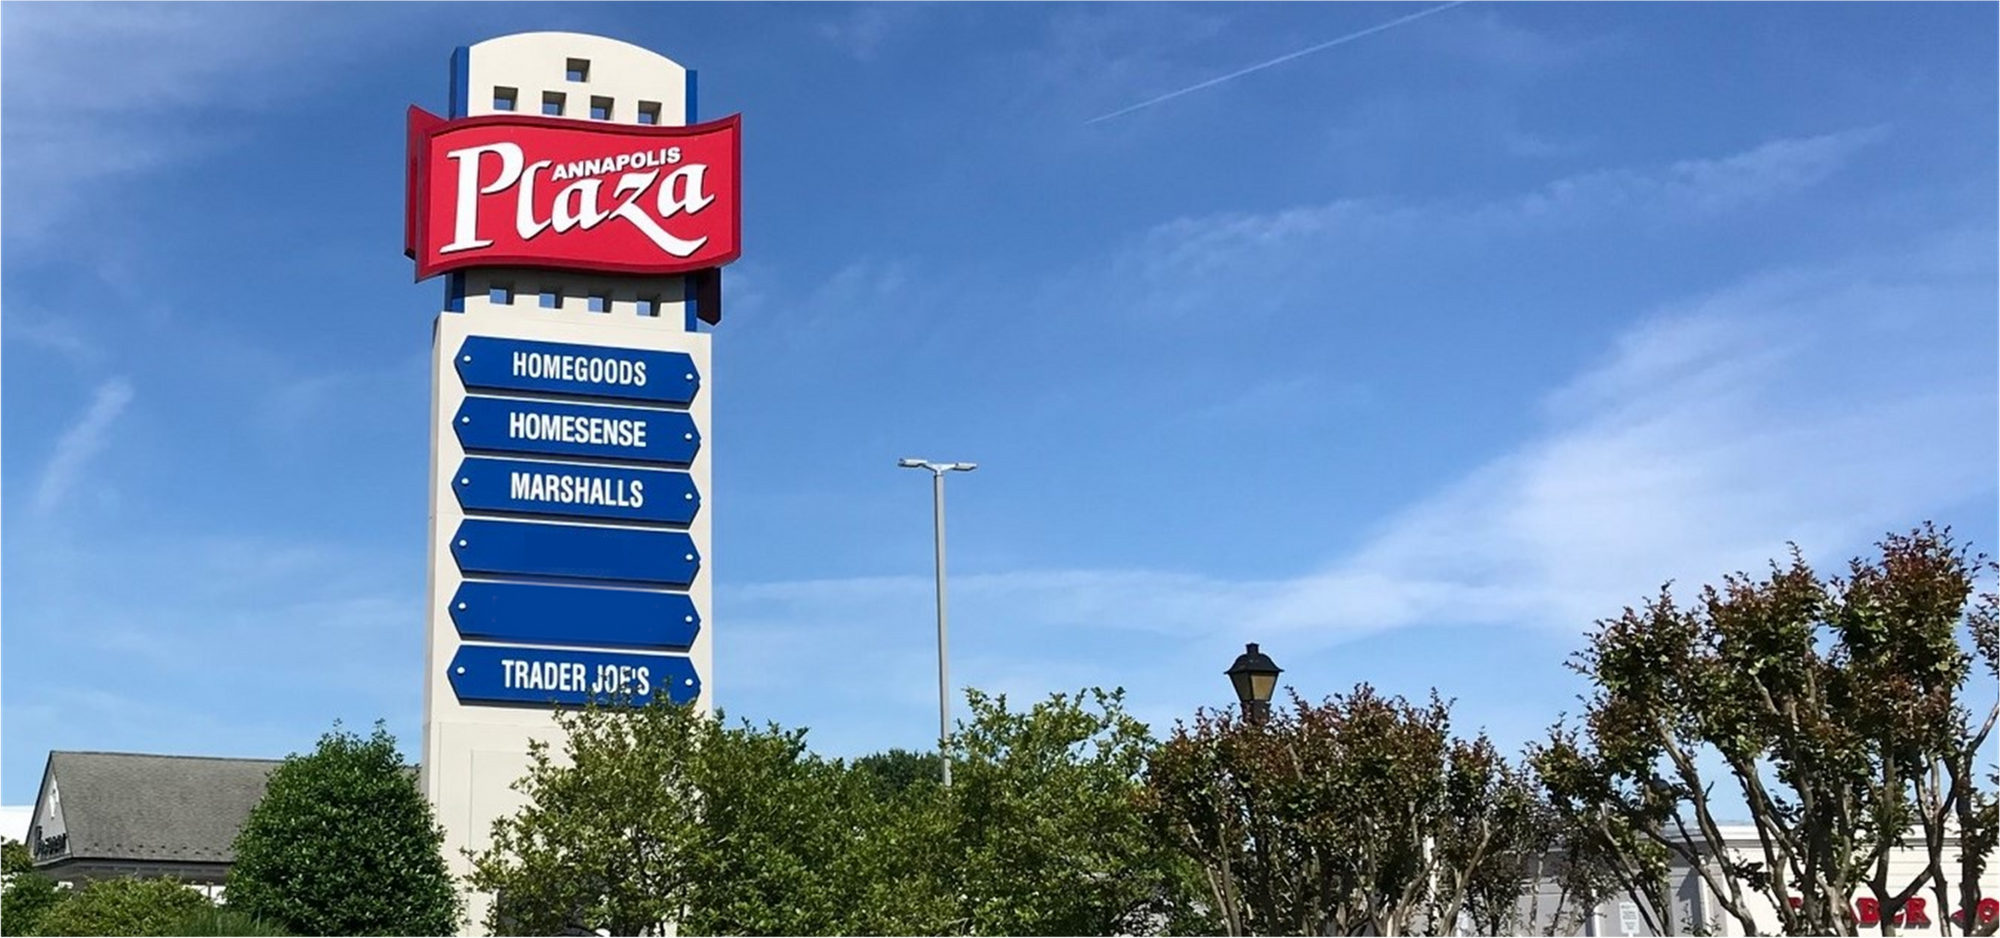 ANNAPOLIS
Plaza
HOMEGOODS
HOMESENSE
MARSHALLS
TRADER JOE'S